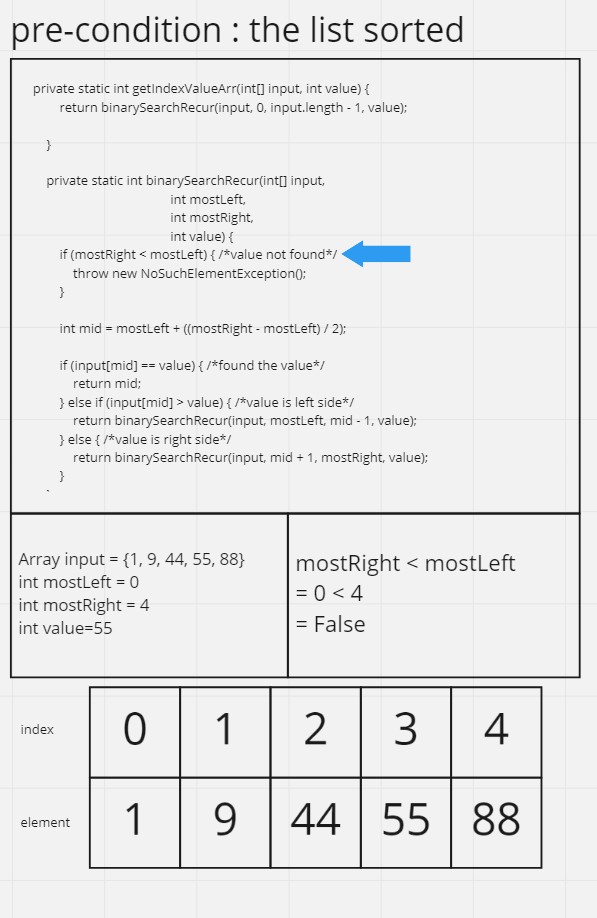 pre-condition : the list sorted
private static int getIndexValueArr(int[] input, int value) {
return binarySearchRecur(input, 0, input.length - 1, value);
}
private static int binarySearchRecur(int[] input,
int mostLeft,
int mostRight,
int value) {
if (mostRight < mostLeft) { /*value not found*/
throw new NoSuchElementException();
}
int mid = mostLeft + ((mostRight - mostLeft) / 2);
if (input[mid] == value) { /*found the value*/
return mid;
} else if (input[mid] > value) { /*value is left side*/
return binarySearchRecur(input, mostLeft, mid - 1, value);
} else { /*value is right side*/
return binarySearchRecur(input, mid + 1, mostRight, value);
}
Array input = {1, 9, 44, 55, 88}
int mostLeft = 0
int mostRight = 4
int value=55
mostRight < mostLeft
= 0 < 4
= False
index 0 1 2 3 4
element 1 9 44 55 88